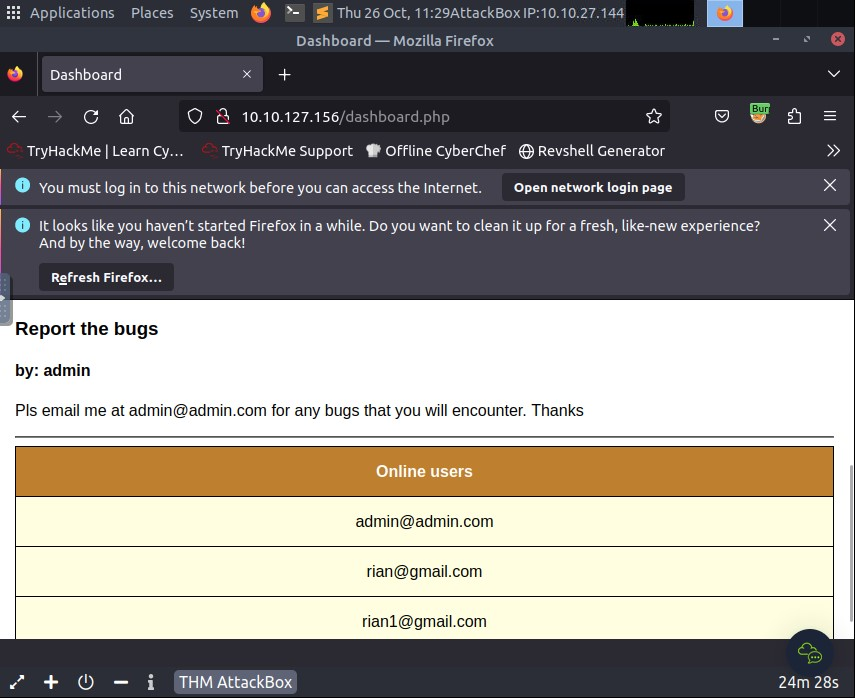 Applications Places System Thu 26 Oct, 11:29AttackBox IP:10.10.27.144
Dashboard — Mozilla Firefox
Dashboard
10.10.127.156/dashboard.php
Burp
TryHackMe | Learn Cy… TryHackMe Support Offline CyberChef Revshell Generator
You must log in to this network before you can access the Internet. Open network login page
It looks like you haven’t started Firefox in a while. Do you want to clean it up for a fresh, like-new experience?
And by the way, welcome back!
Refresh Firefox…
Report the bugs
by: admin
Pls email me at admin@admin.com for any bugs that you will encounter. Thanks
Online users
admin@admin.com
rian@gmail.com
rian1@gmail.com
THM AttackBox 24m 28s